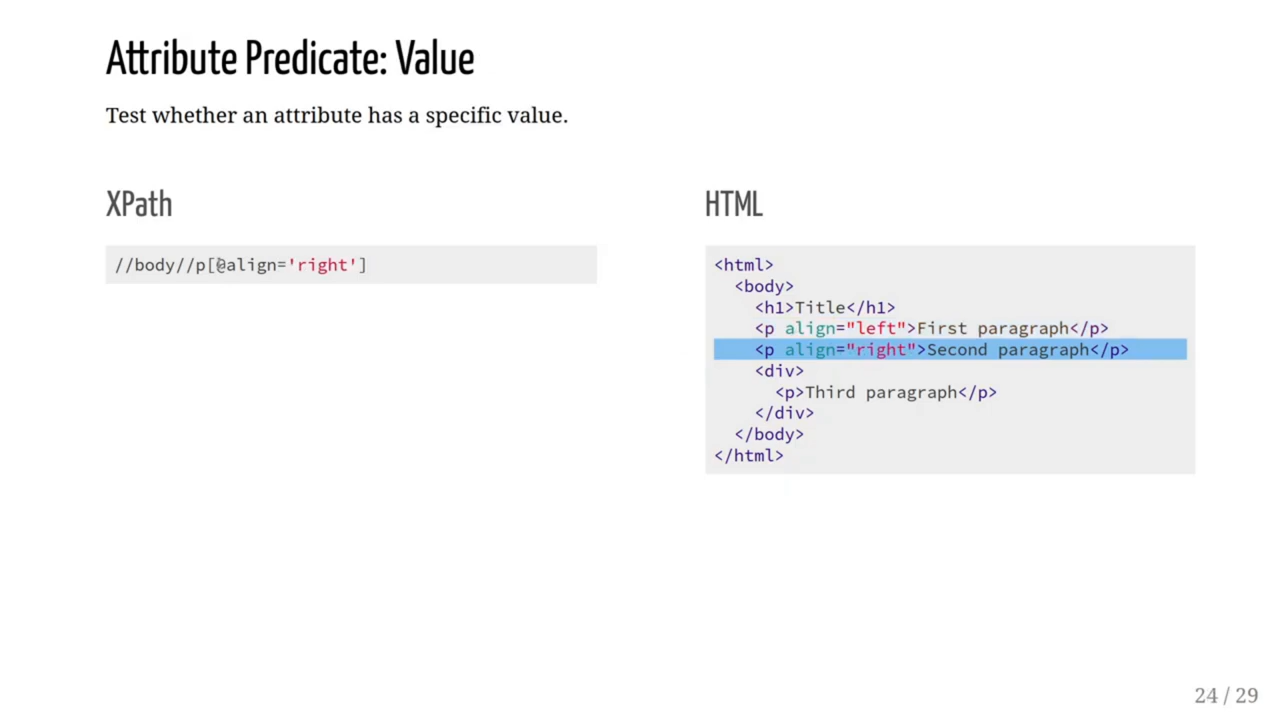 Attribute Predicate: Value
Test whether an attribute has a specific value.
XPath
//body//p[@align='right']
HTML
<html>
<body>
<h1>Title</h1>
<p align="left">First paragraph</p>
<p align="right">Second paragraph</p>
<div>
<p>Third paragraph</p>
</div>
</body>
</html>
24 / 29